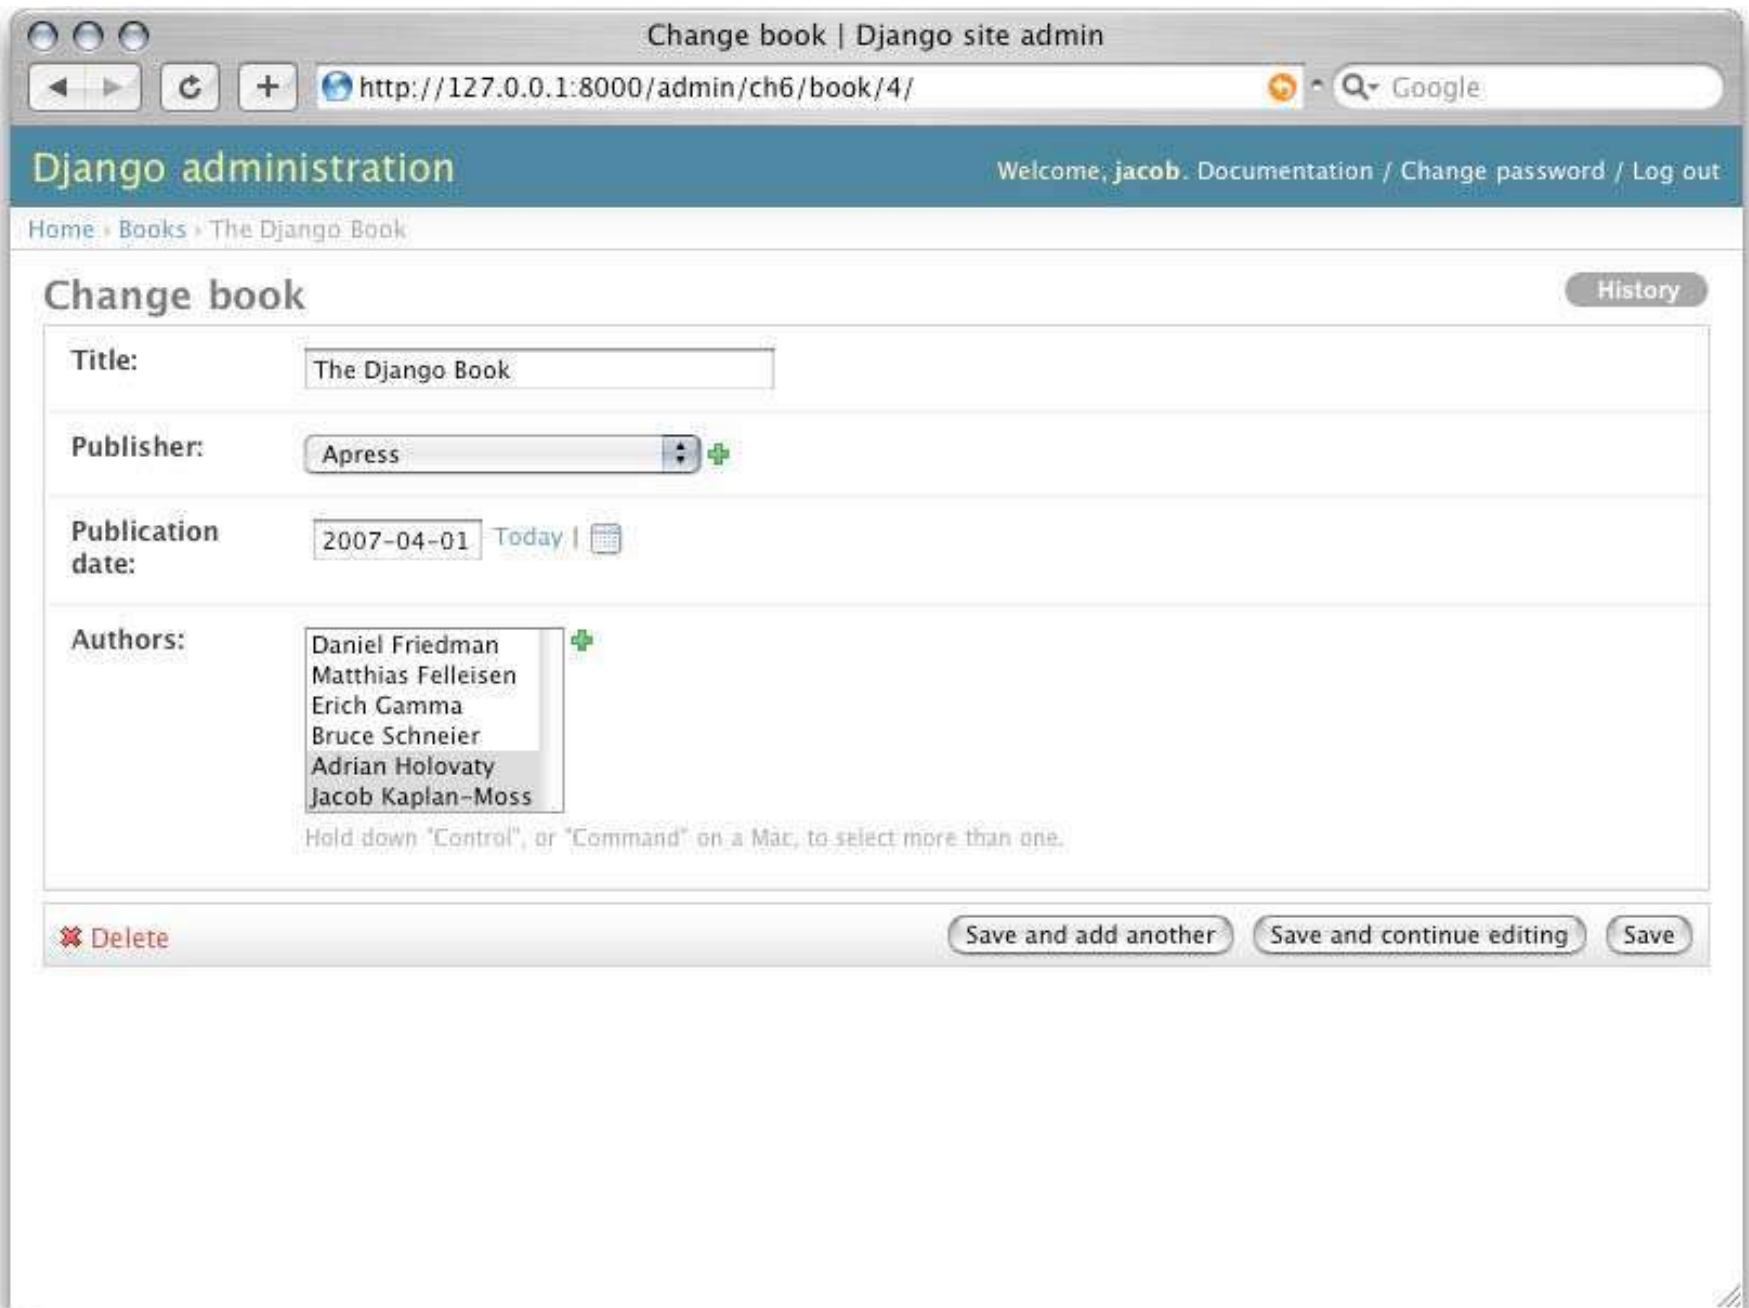 Change book | Django site admin
http://127.0.0.1:8000/admin/ch6/book/4/
Google
Django administration
Welcome, jacob. Documentation / Change password / Log out
Home › Books › The Django Book
Change book
History
Title:
The Django Book
Publisher:
Apress
Publication
date:
2007-04-01 Today |
Authors:
Daniel Friedman
Matthias Felleisen
Erich Gamma
Bruce Schneier
Adrian Holovaty
Jacob Kaplan-Moss
Hold down "Control", or "Command" on a Mac, to select more than one.
Delete
Save and add another
Save and continue editing
Save